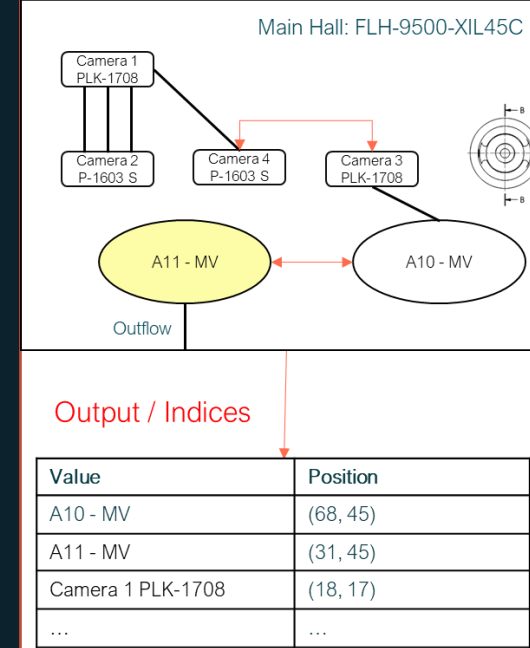 Main Hall: FLH-9500-XIL45C
Camera 1
PLK-1708
B
Camera 2
P-1603 S
Camera 4
P-1603 S
Camera 3
PLK-1708
B
A11 - MV
A10 - MV
Outflow
Output / Indices
Value Position
A10 - MV (68, 45)
A11 - MV (31, 45)
Camera 1 PLK-1708 (18, 17)
... ...